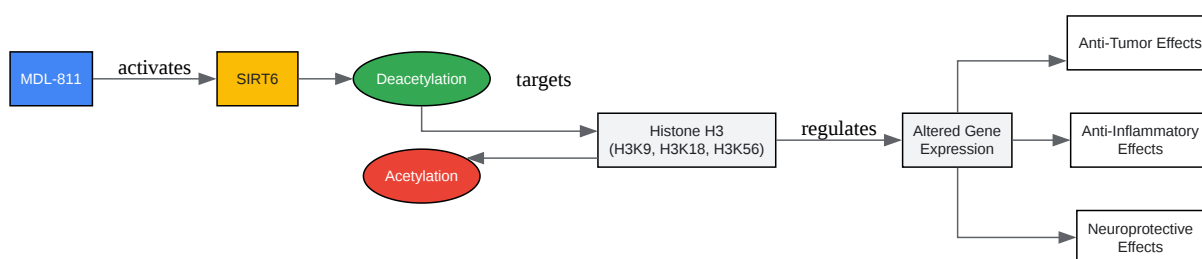 MDL-811
activates
SIRT6
Deacetylation
targets
Histone H3
(H3K9, H3K18, H3K56)
Acetylation
regulates
Altered Gene
Expression
Anti-Tumor Effects
Anti-Inflammatory
Effects
Neuroprotective
Effects